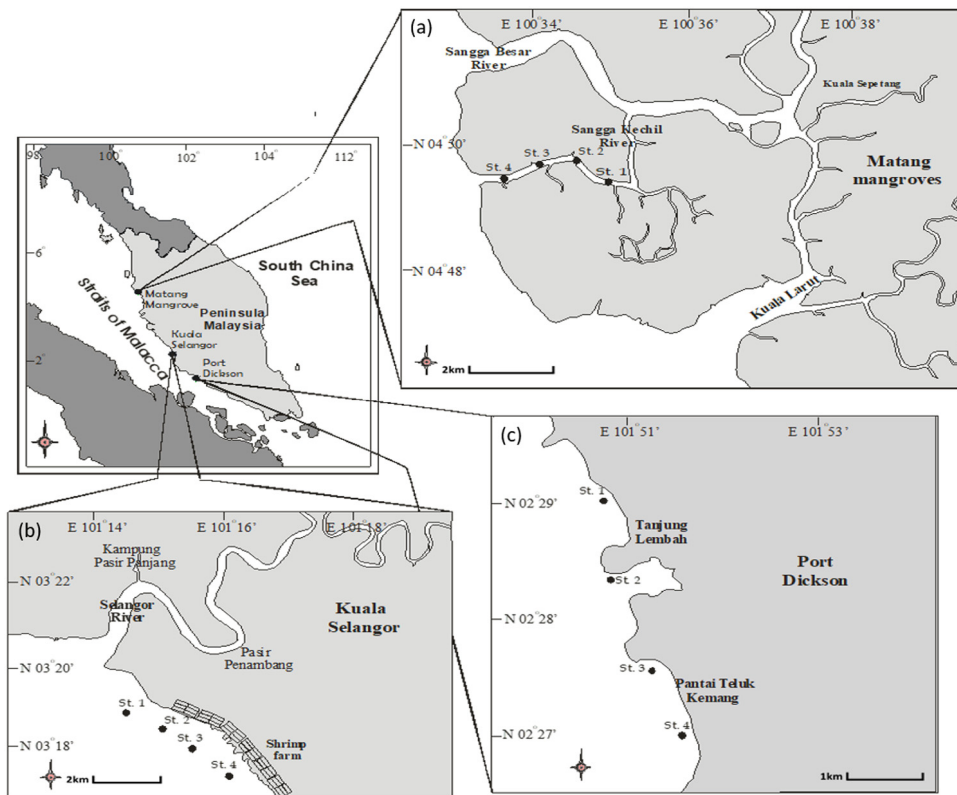 (a)
E 100°34'
E 100°36'
E 100°38'
Sangga Besar
River
Kuala Sepetang
Sangga Kechil
River
N 04°50'
St. 4
St. 3
St. 2
St. 1
Matang
mangroves
N 04°48'
Kuala Larut
2km
98
100
102
104
112
6
2
South China
Sea
Straits of Malacca
Matang
Mangrove
Peninsula
Malaysia
Kuala
Selangor
Port
Dickson
(b)
E 101°14'
E 101°16'
E 101°18'
Kampung
Pasir Panjang
N 03°22'
Selangor
River
Kuala
Selangor
Pasir
Penambang
N 03°20'
St. 1
St. 2
St. 3
St. 4
N 03°18'
Shrimp
farm
2km
(c)
E 101°51'
E 101°53'
N 02°29'
St. 1
Tanjung
Lembah
St. 2
Port
Dickson
N 02°28'
St. 3
Pantai Teluk
Kemang
St. 4
N 02°27'
1km